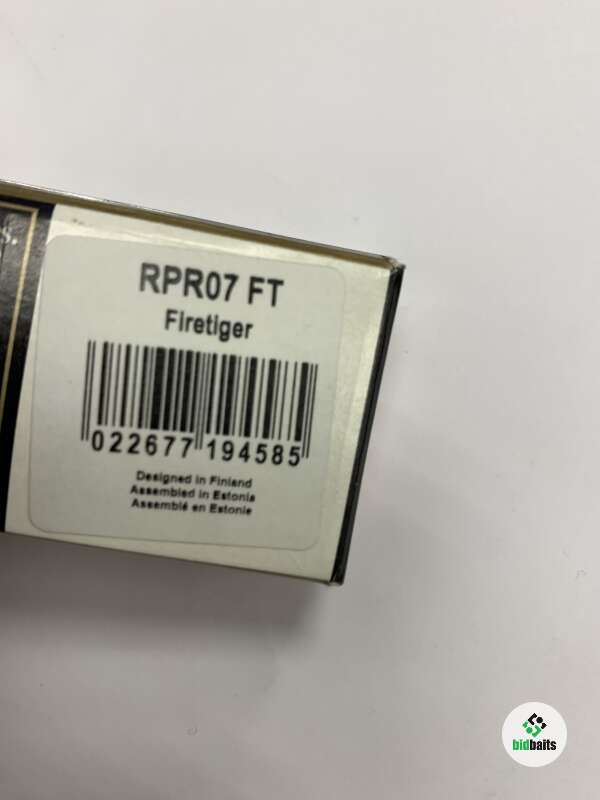 s.
RPR07 FT
Firetiger
022677 194585
Designed in Finland
Assembled in Estonia
Assemblé en Estonie
bidbaits